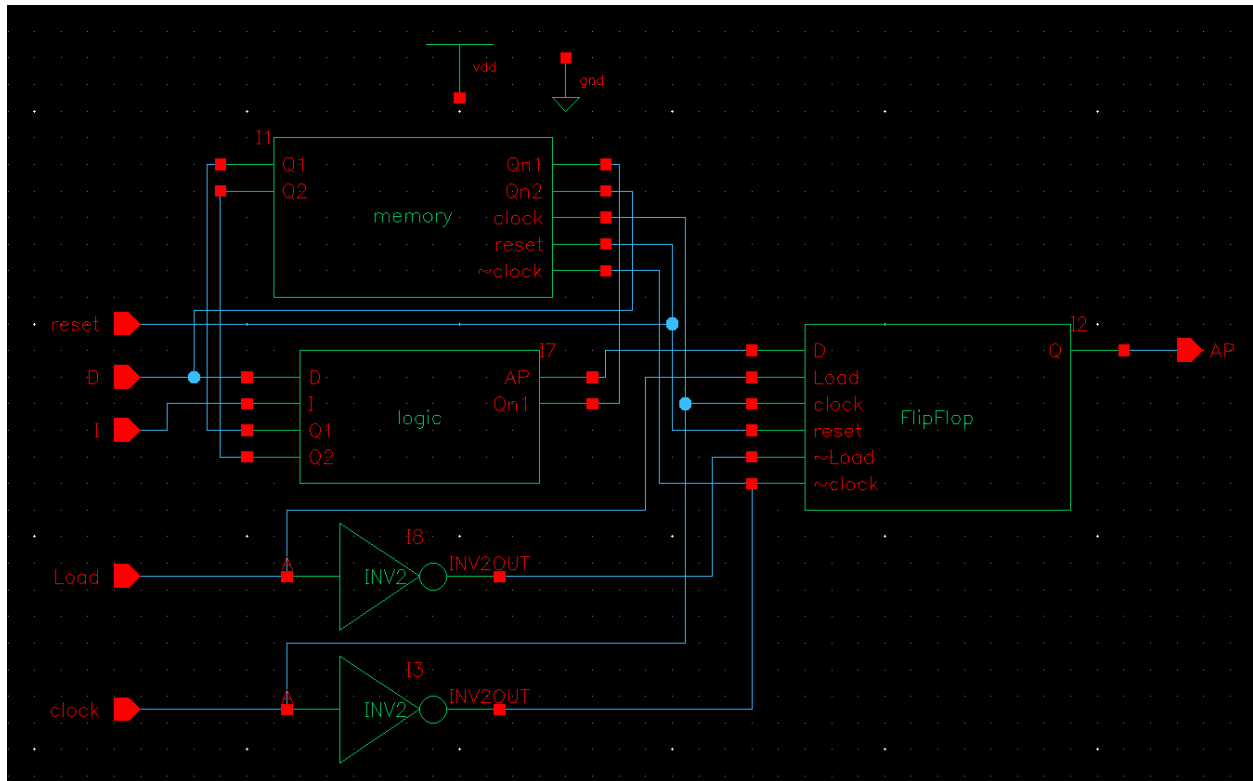 vdd
gnd
I1
Q1
Qn1
Q2
Qn2
memory
clock
reset
~clock
reset
I2
I7
D
D
AP
D
Q
AP
I
I
Qn1
Load
logic
clock
FlipFlop
Q1
reset
Q2
~Load
~clock
I8
A
INV2OUT
Load
INV2
I3
A
INV2OUT
clock
INV2